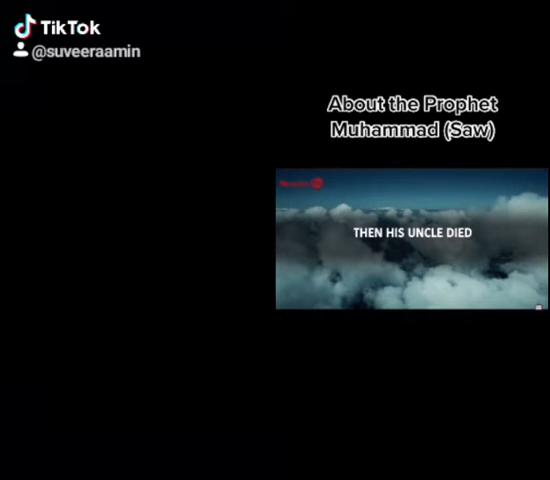 TikTok
@suveeraamin
About the Prophet
Muhammad (Saw)
THEN HIS UNCLE DIED